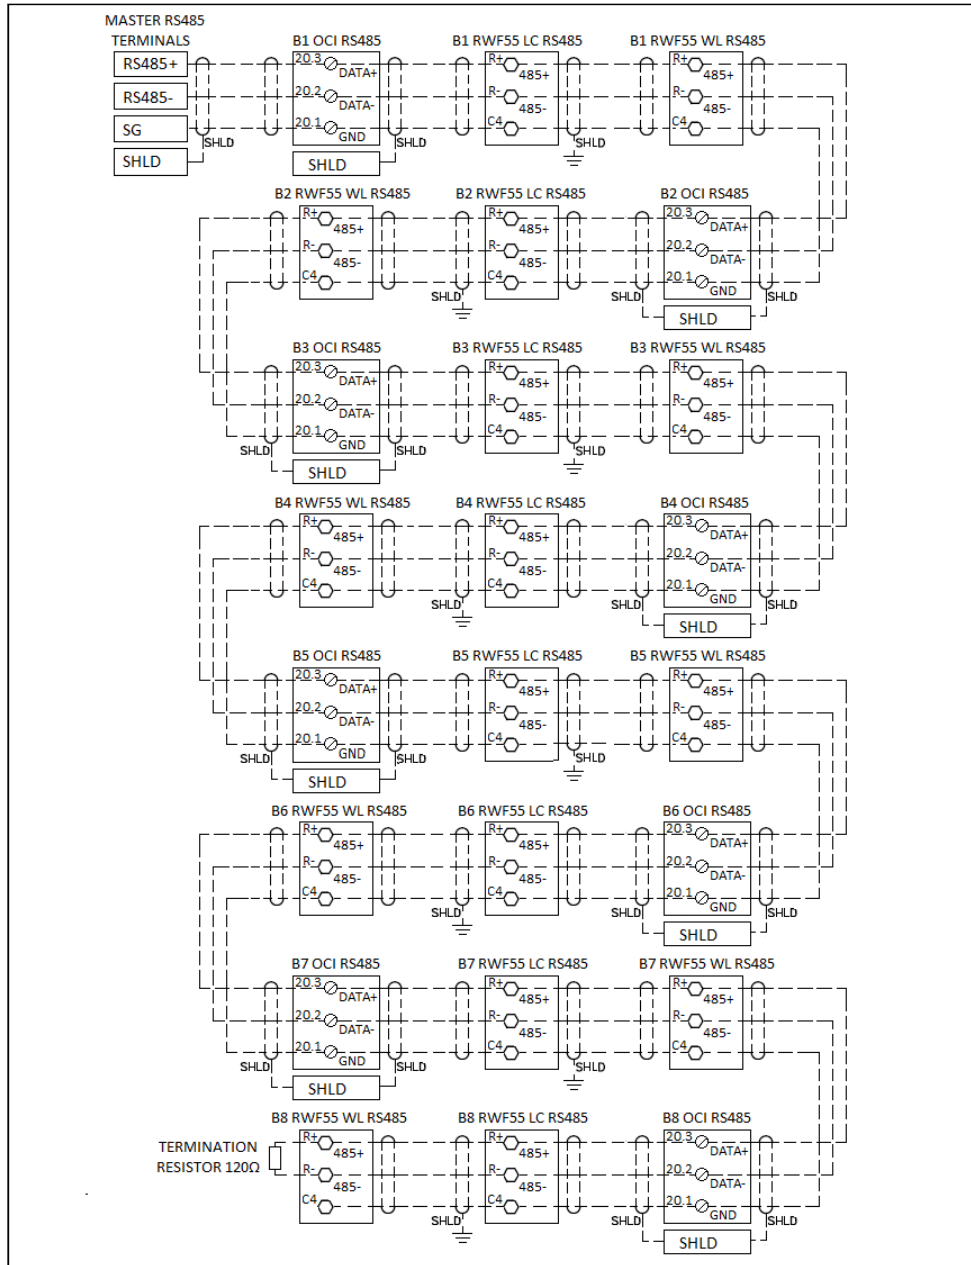 MASTER RS485
TERMINALS
RS485+
RS485-
SG
SHLD
SHLD
B1 OCI RS485
20.3
DATA+
20.2
DATA-
20.1
GND
SHLD
SHLD
B1 RWF55 LC RS485
R+
485+
R-
485-
C4
SHLD
B1 RWF55 WL RS485
R+
485+
R-
485-
C4
B2 RWF55 WL RS485
R+
485+
R-
485-
C4
B2 RWF55 LC RS485
R+
485+
R-
485-
C4
SHLD
B2 OCI RS485
20.3
DATA+
20.2
DATA-
20.1
GND
SHLD
SHLD
SHLD
B3 OCI RS485
20.3
DATA+
20.2
DATA-
20.1
GND
SHLD
SHLD
SHLD
B3 RWF55 LC RS485
R+
485+
R-
485-
C4
SHLD
B3 RWF55 WL RS485
R+
485+
R-
485-
C4
B4 RWF55 WL RS485
R+
485+
R-
485-
C4
B4 RWF55 LC RS485
R+
485+
R-
485-
C4
SHLD
B4 OCI RS485
20.3
DATA+
20.2
DATA-
20.1
GND
SHLD
SHLD
SHLD
B5 OCI RS485
20.3
DATA+
20.2
DATA-
20.1
GND
SHLD
SHLD
SHLD
B5 RWF55 LC RS485
R+
485+
R-
485-
C4
SHLD
B5 RWF55 WL RS485
R+
485+
R-
485-
C4
B6 RWF55 WL RS485
R+
485+
R-
485-
C4
B6 RWF55 LC RS485
R+
485+
R-
485-
C4
SHLD
B6 OCI RS485
20.3
DATA+
20.2
DATA-
20.1
GND
SHLD
SHLD
SHLD
B7 OCI RS485
20.3
DATA+
20.2
DATA-
20.1
GND
SHLD
SHLD
SHLD
B7 RWF55 LC RS485
R+
485+
R-
485-
C4
SHLD
B7 RWF55 WL RS485
R+
485+
R-
485-
C4
TERMINATION
RESISTOR 120Ω
B8 RWF55 WL RS485
R+
485+
R-
485-
C4
B8 RWF55 LC RS485
R+
485+
R-
485-
C4
SHLD
B8 OCI RS485
20.3
DATA+
20.2
DATA-
20.1
GND
SHLD
SHLD
SHLD